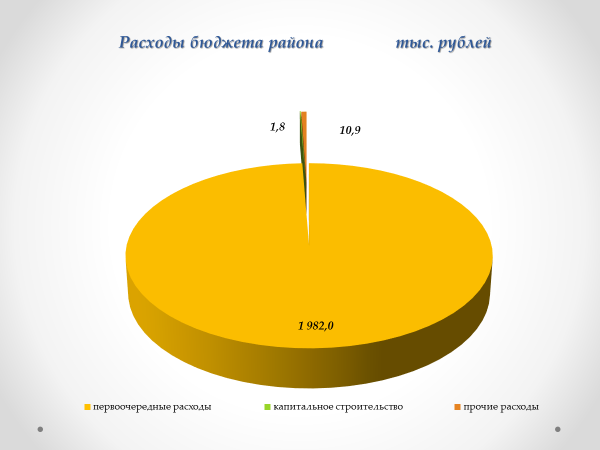 Расходы бюджета района тыс. рублей
1,8
10,9
1 982,0
первоочередные расходы капитальное строительство прочие расходы